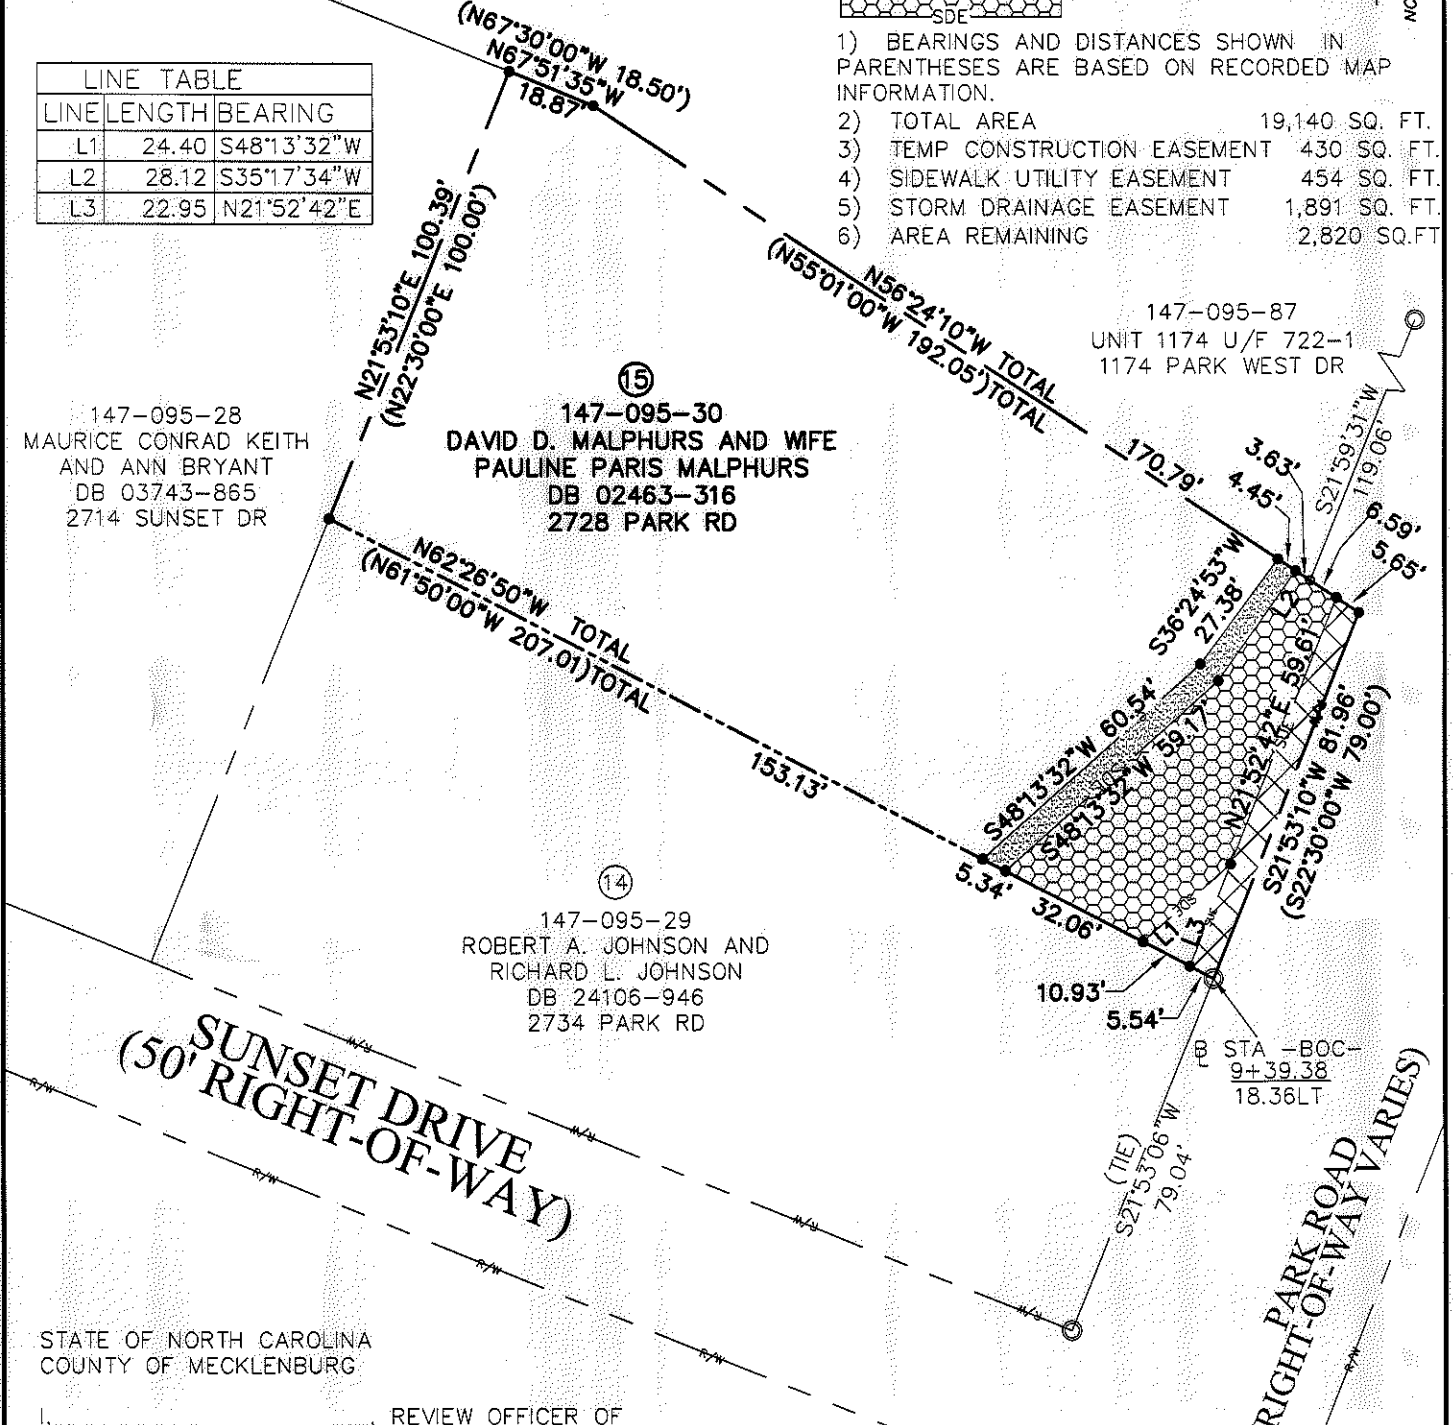 LINE TABLE
LINE LENGTH BEARING
L1 24.40 S48°13'32"W
L2 28.12 S35°17'34"W
L3 22.95 N21°52'42"E
(N67°30'00"W 18.50')
N67°51'35"W
18.87'
SDE
1) BEARINGS AND DISTANCES SHOWN IN
PARENTHESES ARE BASED ON RECORDED MAP
INFORMATION.
2) TOTAL AREA 19,140 SQ. FT.
3) TEMP CONSTRUCTION EASEMENT 430 SQ. FT.
4) SIDEWALK UTILITY EASEMENT 454 SQ. FT.
5) STORM DRAINAGE EASEMENT 1,891 SQ. FT.
6) AREA REMAINING 2,820 SQ.FT
N21°53'10"E 100.39'
(N22°30'00"E 100.00')
N56°24'10"W TOTAL
(N55°01'00"W 192.05')TOTAL
170.79'
147-095-87
UNIT 1174 U/F 722-1
1174 PARK WEST DR
S21°59'31"W
119.06'
3.63'
4.45'
6.59'
5.65'
147-095-28
MAURICE CONRAD KEITH
AND ANN BRYANT
DB 03743-865
2714 SUNSET DR
15
147-095-30
DAVID D. MALPHURS AND WIFE
PAULINE PARIS MALPHURS
DB 02463-316
2728 PARK RD
N62°26'50"W TOTAL
(N61°50'00"W 207.01)TOTAL
153.13'
S36°24'53"W
27.38'
L2
S48°13'32"W 60.54'
S48°13'32"W 59.17'
N21°52'42"E 59.61'
S21°53'10"W 81.96'
(S22°30'00"W 79.00')
5.34'
32.06'
L1
L3
10.93'
5.54'
14
147-095-29
ROBERT A. JOHNSON AND
RICHARD L. JOHNSON
DB 24106-946
2734 PARK RD
STA -BOC-
9+39.38
18.36LT
(TIE)
S21°53'06"W
79.04'
SUNSET DRIVE
(50' RIGHT-OF-WAY)
R/W
R/W
R/W
R/W
R/W
R/W
R/W
R/W
R/W
PARK ROAD
RIGHT-OF-WAY VARIES)
STATE OF NORTH CAROLINA
COUNTY OF MECKLENBURG
I, , REVIEW OFFICER OF